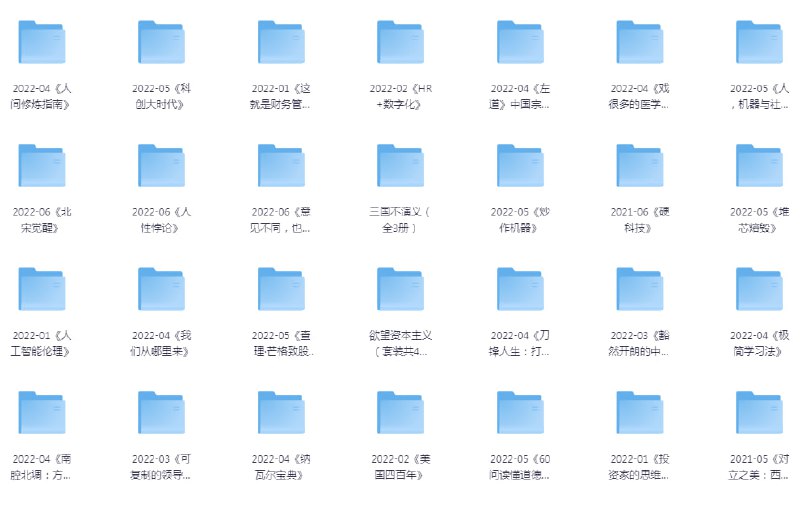 2022-04《人
间修炼指南》
2022-05《科
创大时代》
2022-01《这
就是财务管...
2022-02《HR
+数字化》
2022-04《左
道》中国宗...
2022-04《戏
很多的医学...
2022-05《人
，机器与社...
2022-06《北
宋觉醒》
2022-06《人
性悖论》
2022-06《意
见不同，也...
三国不演义（
全3册）
2022-05《炒
作机器》
2021-06《硬
科技》
2022-05《堆
芯熔毁》
2022-01《人
工智能伦理》
2022-04《我
们从哪里来》
2022-05《查
理·芒格致股..
欲望资本主义
（套装共4...
2022-04《刀
锋人生：打...
2022-03《豁
然开朗的中...
2022-04《极
简学习法》
2022-04《南
腔北调：方...
2022-03《可
复制的领导...
2022-04《纳
瓦尔宝典》
2022-02《美
国四百年》
2022-05《60
问读懂道德...
2022-01《投
资家的思维...
2021-05《对
立之美：西...